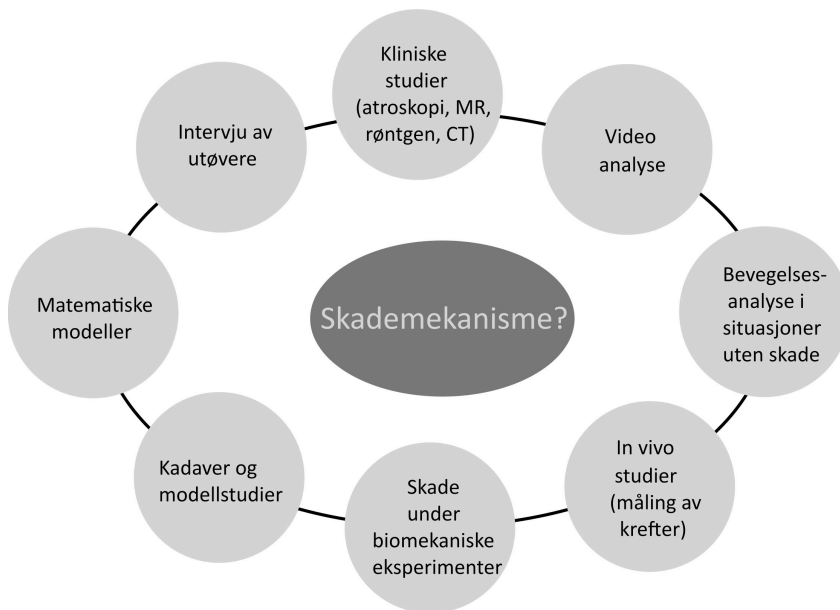 Kliniske
studier
(atroskopi, MR,
røntgen, CT)
Video
analyse
Bevegelses-
analyse i
situasjoner
uten skade
In vivo
studier
(måling av
krefter)
Skade
under
biomekaniske
eksperimenter
Kadaver og
modellstudier
Matematiske
modeller
Intervju av
utøvere
Skademekanisme?